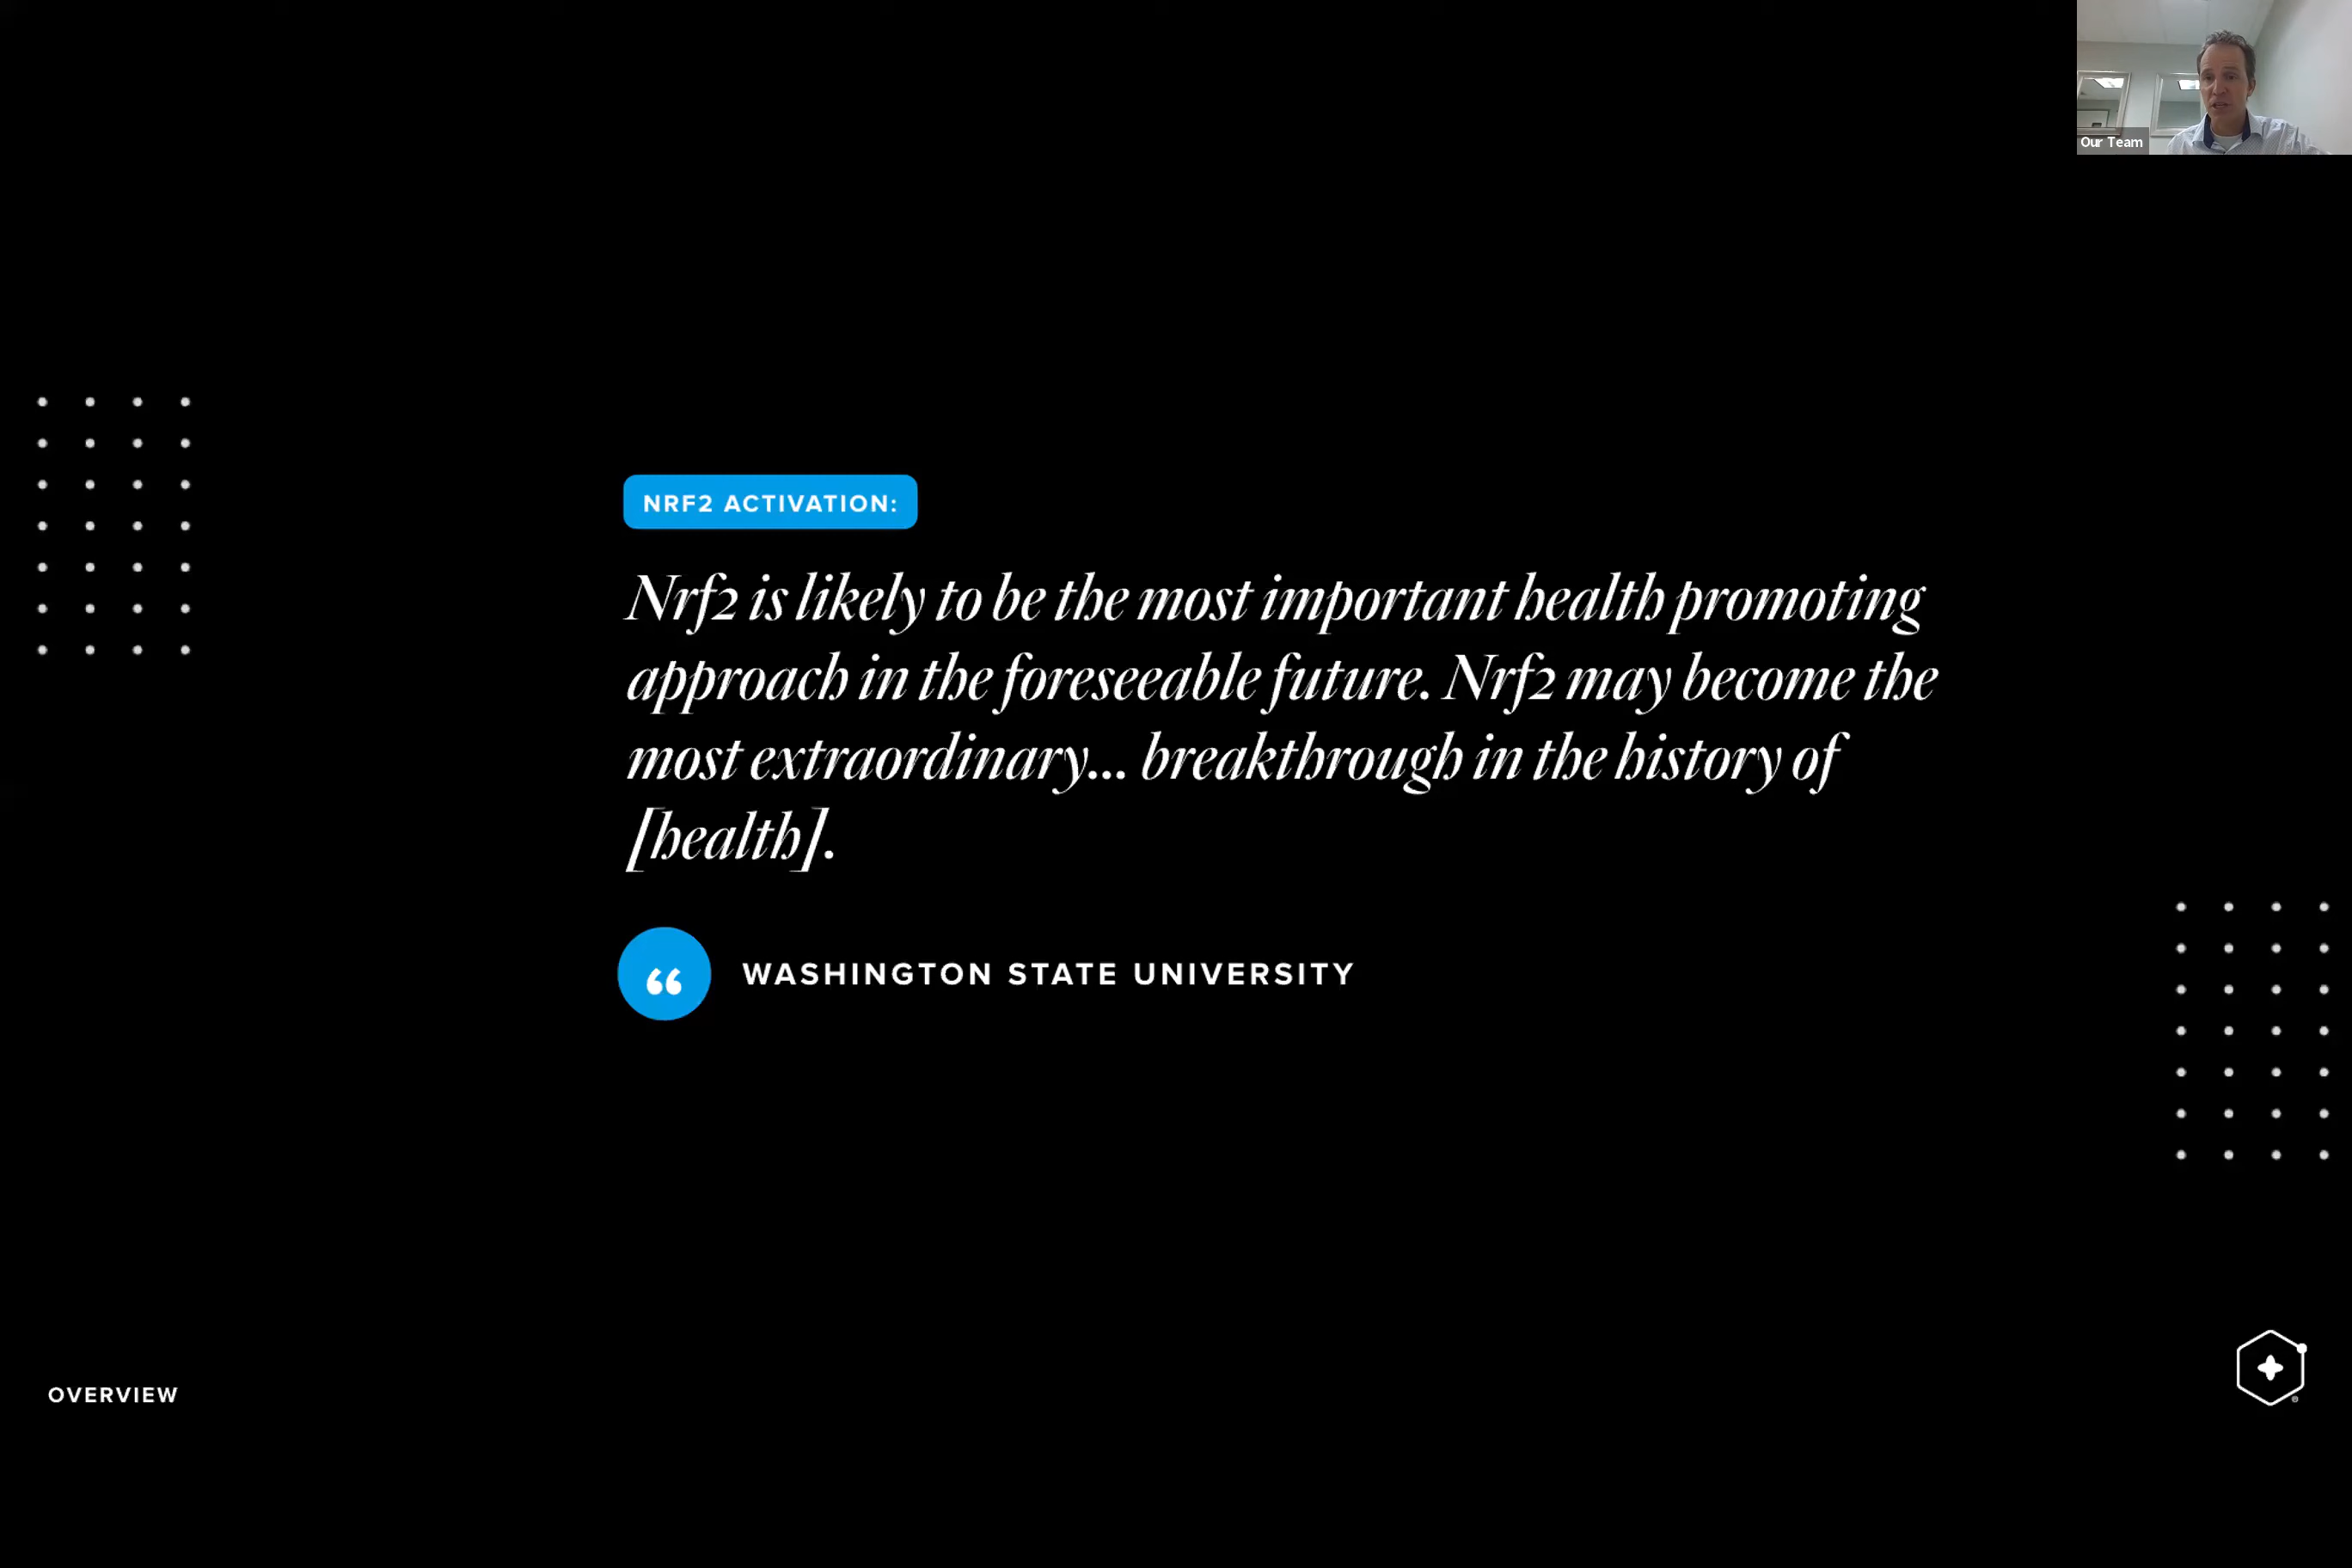 Our Team
NRF2 ACTIVATION:
Nrf2 is likely to be the most important health promoting
approach in the foreseeable future. Nrf2 may become the
most extraordinary... breakthrough in the history of
[health].
“
WASHINGTON STATE UNIVERSITY
OVERVIEW
®